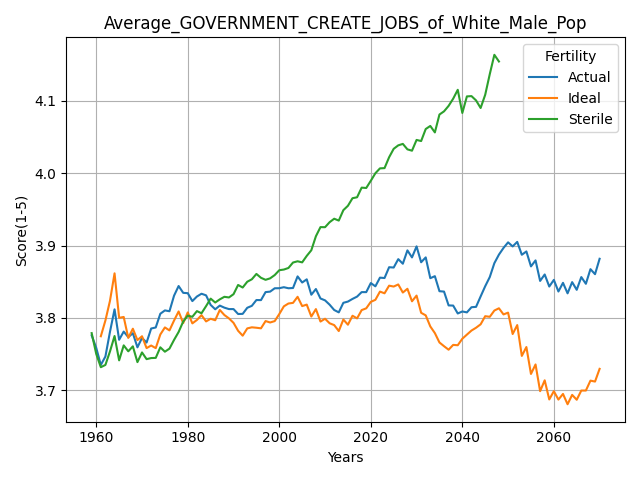 Average_GOVERNMENT_CREATE_JOBS_of_White_Male_Pop
Fertility
Actual
Ideal
Sterile
Score(1-5)
4.1
4.0
3.9
3.8
3.7
1960 1980 2000 2020 2040 2060
Years